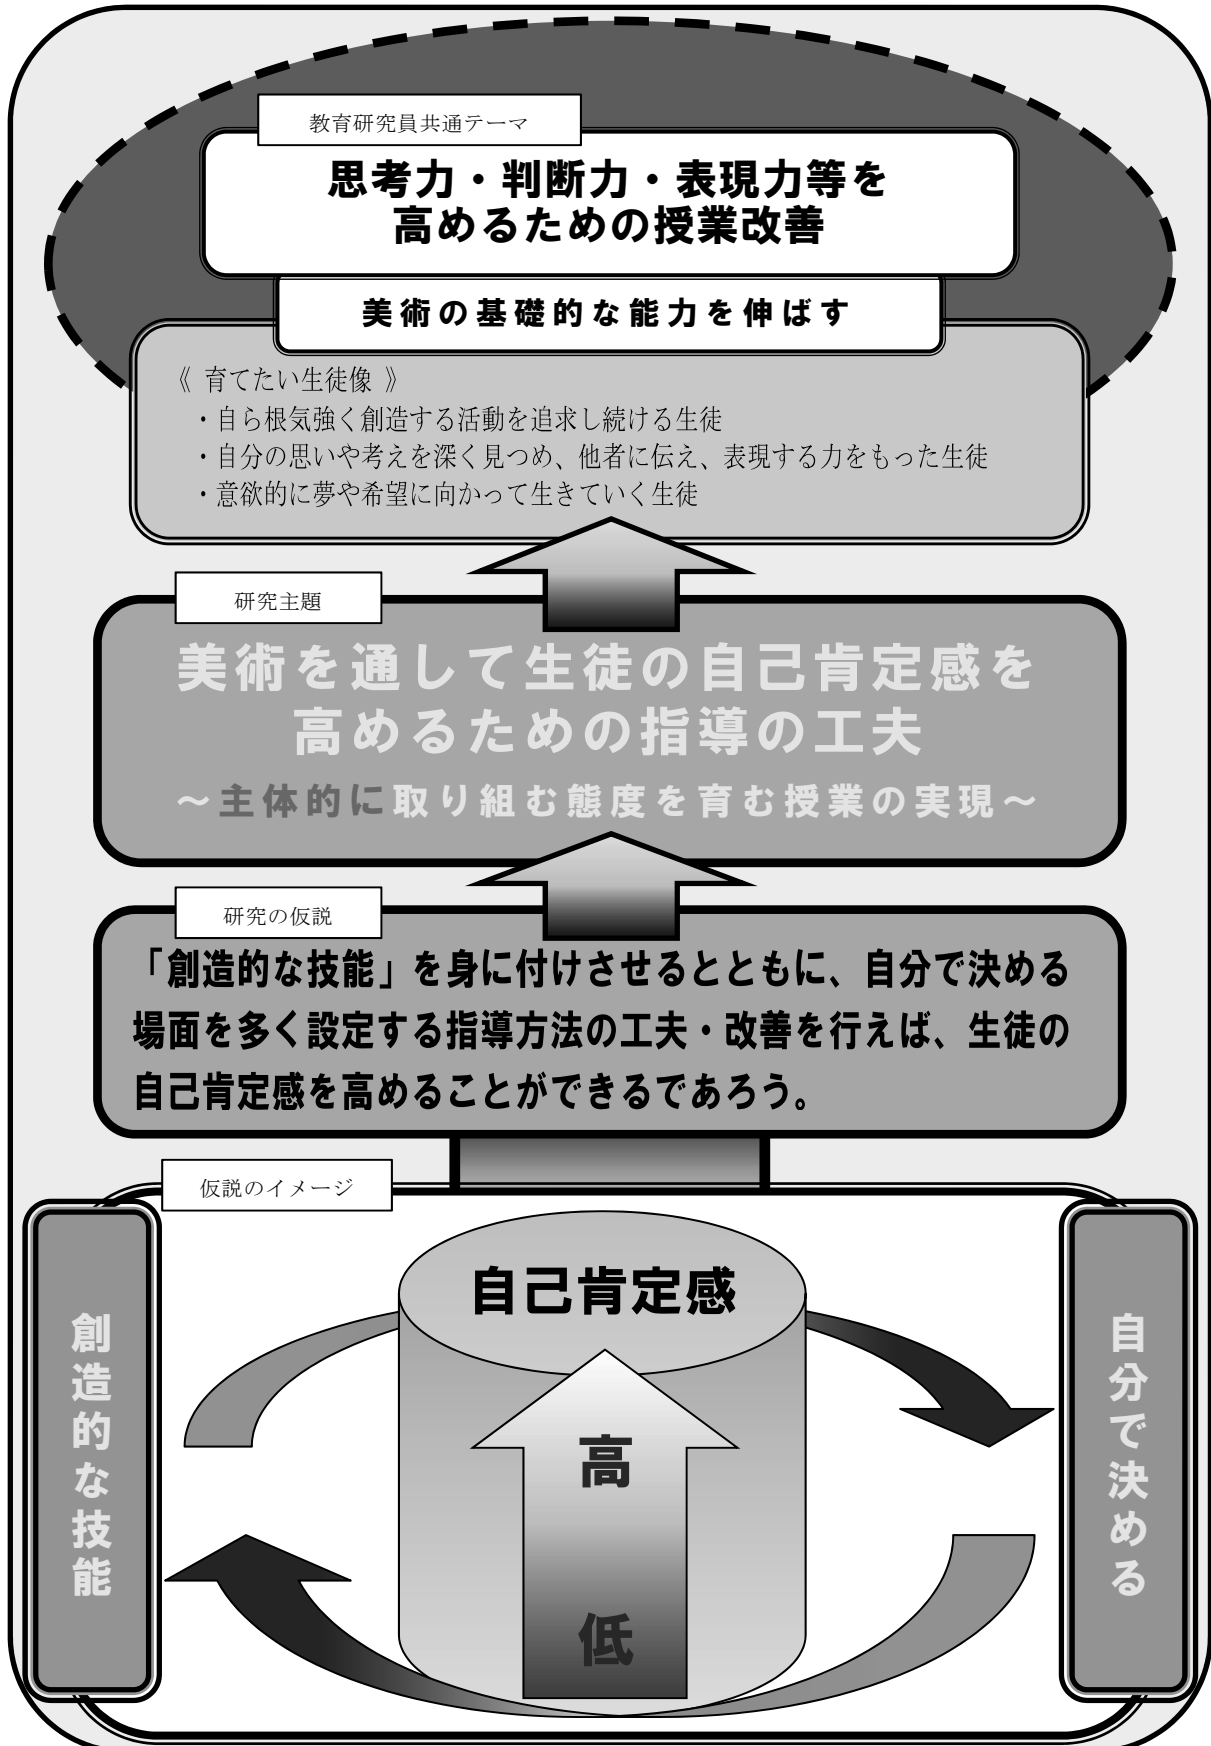 教育研究員共通テーマ
思考力・判断力・表現力等を
高めるための授業改善
美術の基礎的な能力を伸ばす
《 育てたい生徒像 》
・自ら根気強く創造する活動を追求し続ける生徒
・自分の思いや考えを深く見つめ、他者に伝え、表現する力をもった生徒
・意欲的に夢や希望に向かって生きていく生徒
研究主題
美術を通して生徒の自己肯定感を
高めるための指導の工夫
～主体的に取り組む態度を育む授業の実現～
研究の仮説
「創造的な技能」を身に付けさせるとともに、自分で決める
場面を多く設定する指導方法の工夫・改善を行えば、生徒の
自己肯定感を高めることができるであろう。
仮説のイメージ
創造的な技能
自己肯定感
高
低
自分で決める